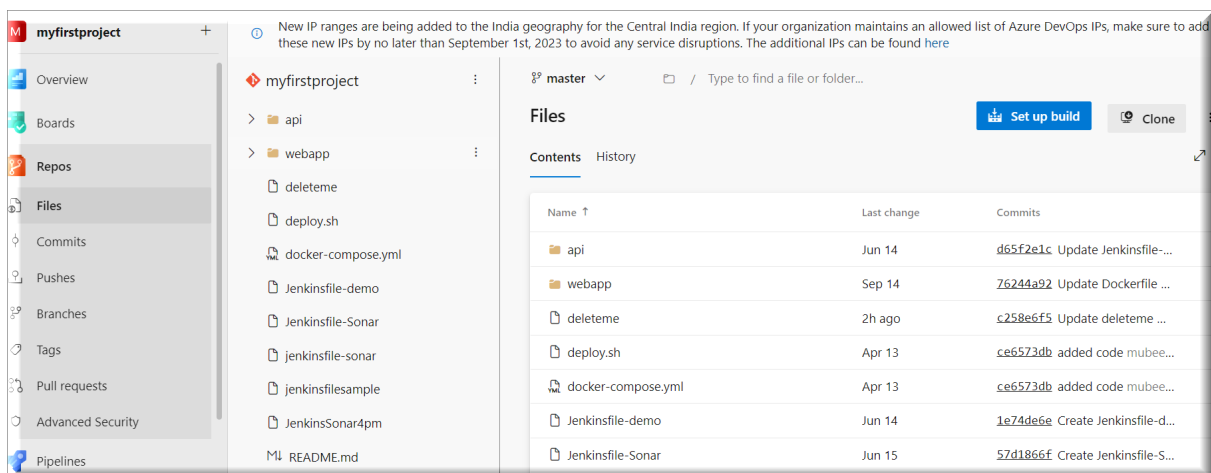 M myfirstproject +
New IP ranges are being added to the India geography for the Central India region. If your organization maintains an allowed list of Azure DevOps IPs, make sure to add
these new IPs by no later than September 1st, 2023 to avoid any service disruptions. The additional IPs can be found here
Overview
Boards
Repos
Files
Commits
Pushes
Branches
Tags
Pull requests
Advanced Security
Pipelines
myfirstproject
api
webapp
deleteme
deploy.sh
YML docker-compose.yml
Jenkinsfile-demo
Jenkinsfile-Sonar
jenkinsfile-sonar
jenkinsfilesample
JenkinsSonar4pm
M↓ README.md
master / Type to find a file or folder...
Files
Set up build
Clone
Contents History
Name ↑ Last change Commits
api Jun 14 d65f2e1c Update Jenkinsfile-...
webapp Sep 14 76244a92 Update Dockerfile ...
deleteme 2h ago c258e6f5 Update deleteme ...
deploy.sh Apr 13 ce6573db added code mubee...
YML docker-compose.yml Apr 13 ce6573db added code mubee...
Jenkinsfile-demo Jun 14 1e74de6e Create Jenkinsfile-d...
Jenkinsfile-Sonar Jun 15 57d1866f Create Jenkinsfile-S...